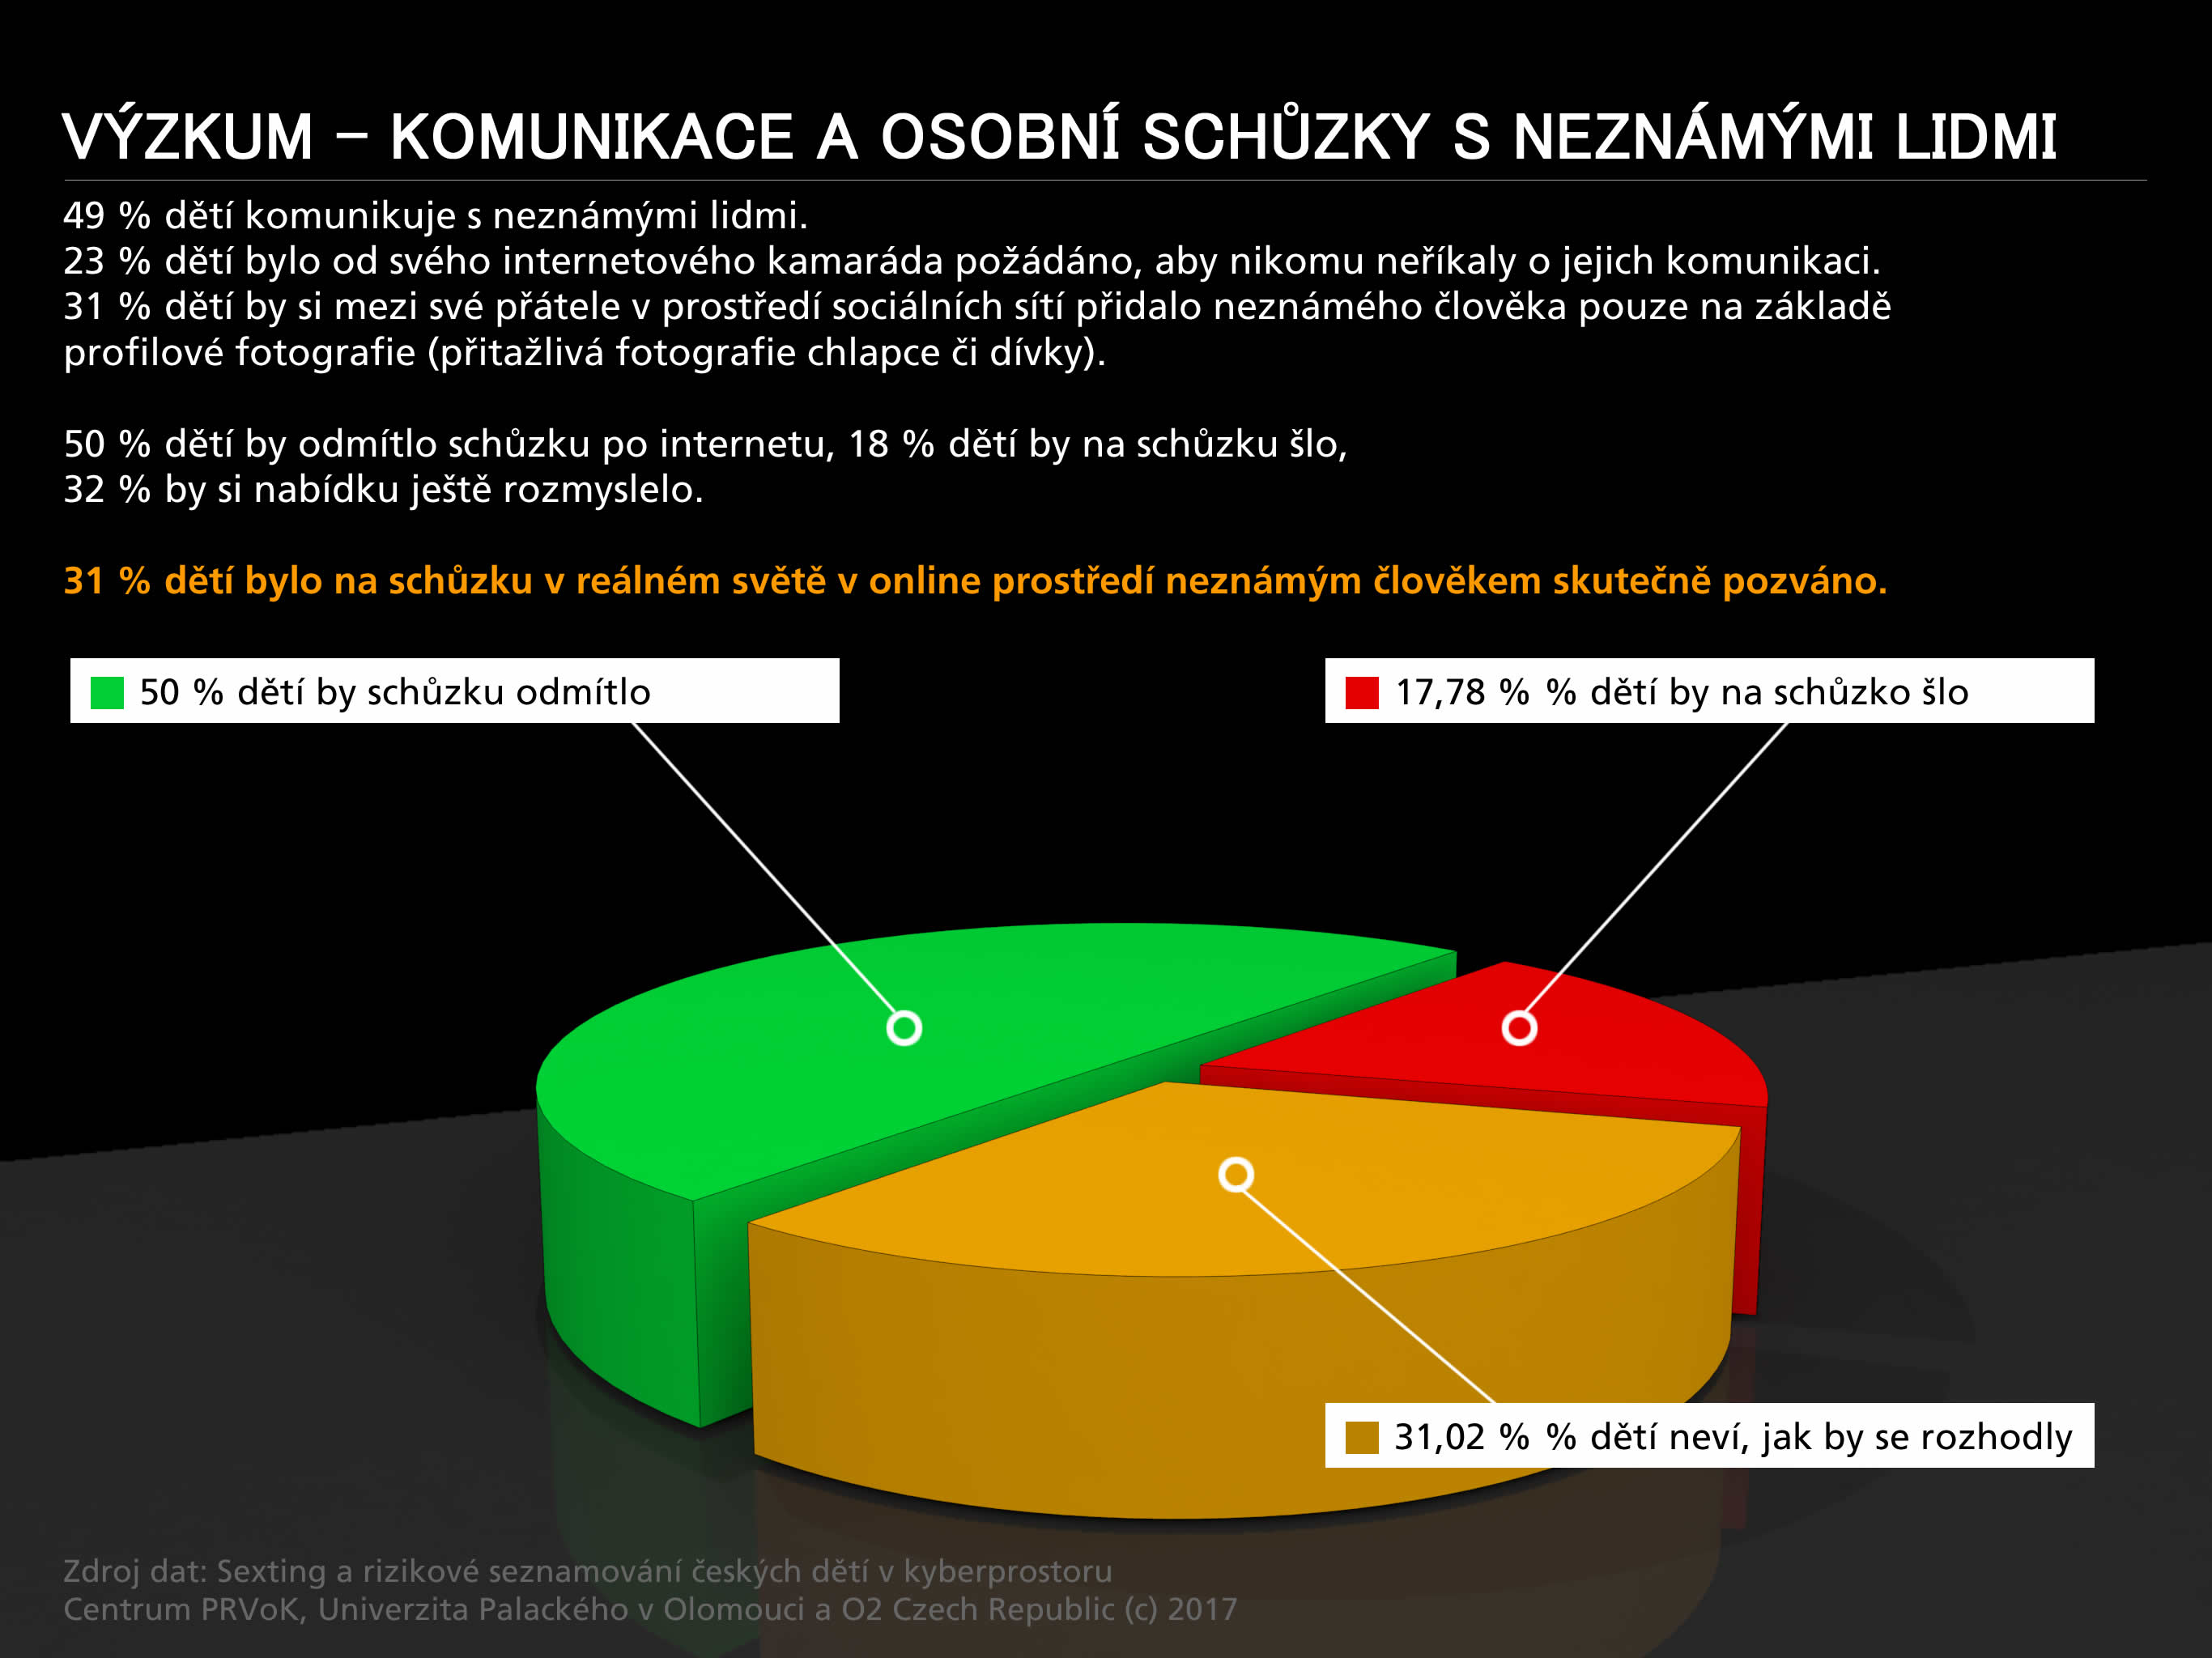 VÝZKUM – KOMUNIKACE A OSOBNÍ SCHŮZKY S NEZNÁMÝMI LIDMI
49 % dětí komunikuje s neznámými lidmi.
23 % dětí bylo od svého internetového kamaráda požádáno, aby nikomu neříkaly o jejich komunikaci.
31 % dětí by si mezi své přátele v prostředí sociálních sítí přidalo neznámého člověka pouze na základě
profilové fotografie (přitažlivá fotografie chlapce či dívky).
50 % dětí by odmítlo schůzku po internetu, 18 % dětí by na schůzku šlo,
32 % by si nabídku ještě rozmyslelo.
31 % dětí bylo na schůzku v reálném světě v online prostředí neznámým člověkem skutečně pozváno.
50 % dětí by schůzku odmítlo
17,78 % % dětí by na schůzko šlo
31,02 % % dětí neví, jak by se rozhodly
Zdroj dat: Sexting a rizikové seznamování českých dětí v kyberprostoru
Centrum PRVoK, Univerzita Palackého v Olomouci a O2 Czech Republic (c) 2017